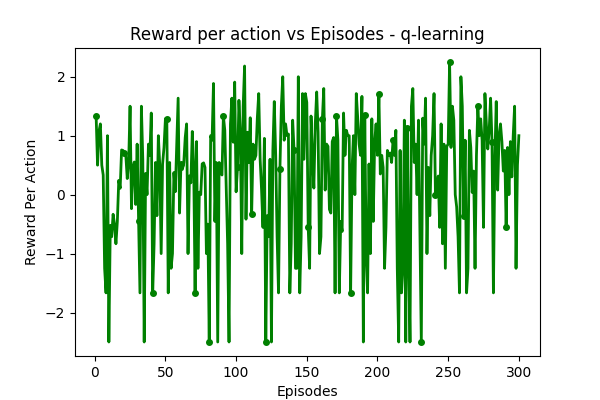 Reward per action vs Episodes - q-learning
Reward Per Action
2
1
0
−1
−2
0 50 100 150 200 250 300
Episodes